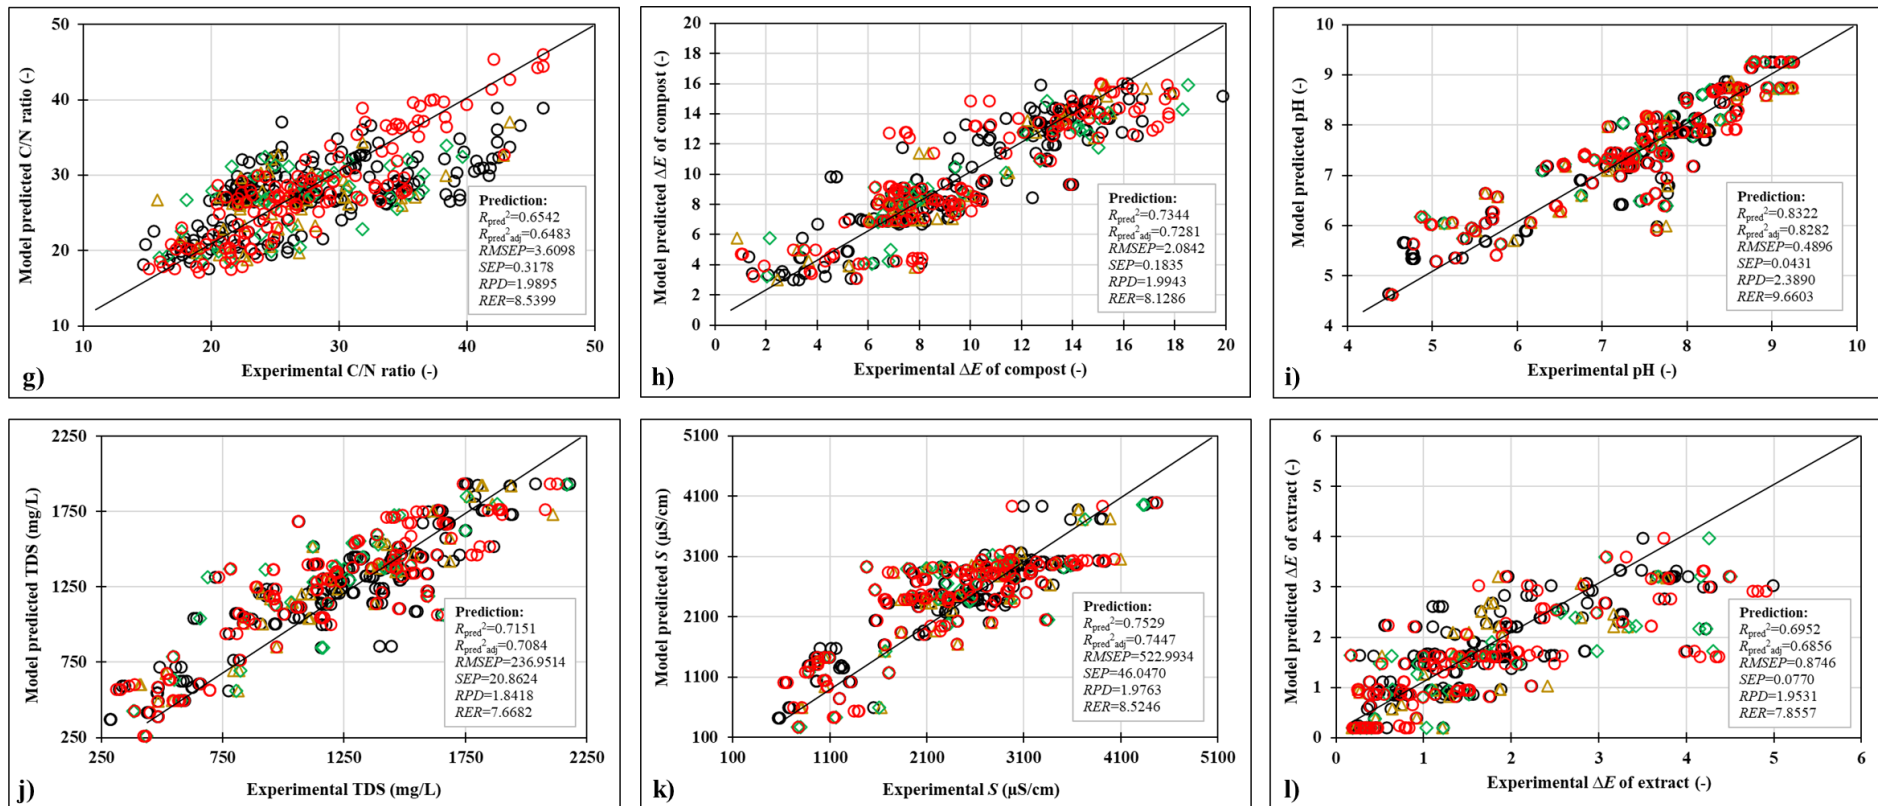 Model predicted C/N ratio (-)
50
40
30
20
10
10 20 30 40 50
Experimental C/N ratio (-)
Prediction:
Rpred²=0.6542
Rpred²adj=0.6483
RMSEP=3.6098
SEP=0.3178
RPD=1.9895
RER=8.5399
g)
Model predicted ΔE of compost (-)
20
18
16
14
12
10
8
6
4
2
0
0 2 4 6 8 10 12 14 16 18 20
Experimental ΔE of compost (-)
Prediction:
Rpred²=0.7344
Rpred²adj=0.7281
RMSEP=2.0842
SEP=0.1835
RPD=1.9943
RER=8.1286
h)
Model predicted pH (-)
10
9
8
7
6
5
4
4 5 6 7 8 9 10
Experimental pH (-)
Prediction:
Rpred²=0.8322
Rpred²adj=0.8282
RMSEP=0.4896
SEP=0.0431
RPD=2.3890
RER=9.6603
i)
Model predicted TDS (mg/L)
2250
1750
1250
750
250
250 750 1250 1750 2250
Experimental TDS (mg/L)
Prediction:
Rpred²=0.7151
Rpred²adj=0.7084
RMSEP=236.9514
SEP=20.8624
RPD=1.8418
RER=7.6682
j)
Model predicted S (µS/cm)
5100
4100
3100
2100
1100
100
100 1100 2100 3100 4100 5100
Experimental S (µS/cm)
Prediction:
Rpred²=0.7529
Rpred²adj=0.7447
RMSEP=522.9934
SEP=46.0470
RPD=1.9763
RER=8.5246
k)
Model predicted ΔE of extract (-)
6
5
4
3
2
1
0
0 1 2 3 4 5 6
Experimental ΔE of extract (-)
Prediction:
Rpred²=0.6952
Rpred²adj=0.6856
RMSEP=0.8746
SEP=0.0770
RPD=1.9531
RER=7.8557
l)